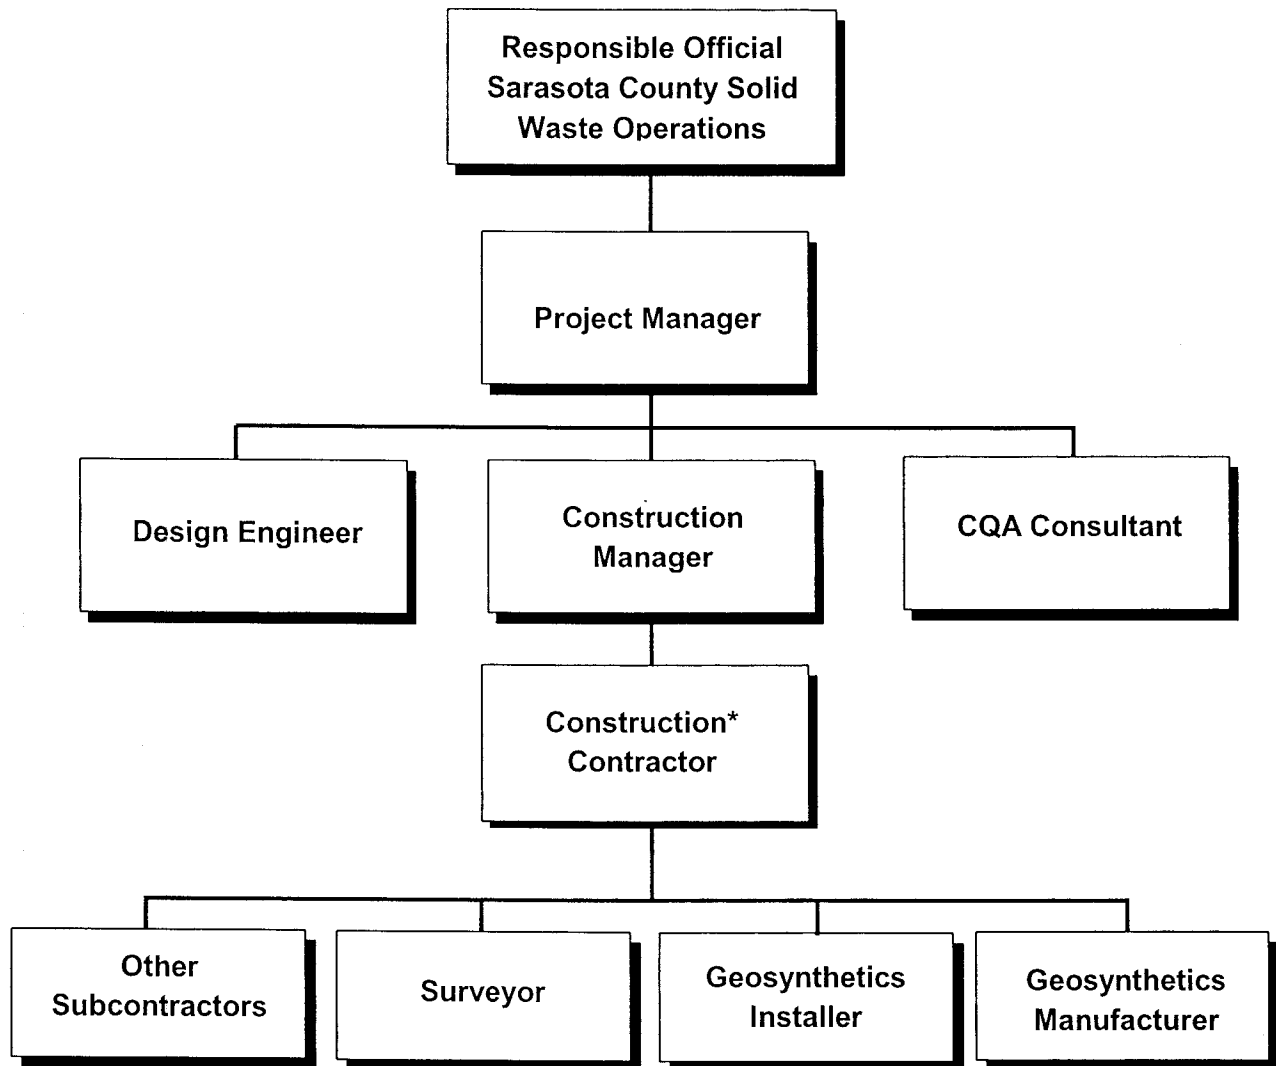 Responsible Official
Sarasota County Solid
Waste Operations
Project Manager
Design Engineer
Construction
Manager
CQA Consultant
Construction*
Contractor
Other
Subcontractors
Surveyor
Geosynthetics
Installer
Geosynthetics
Manufacturer